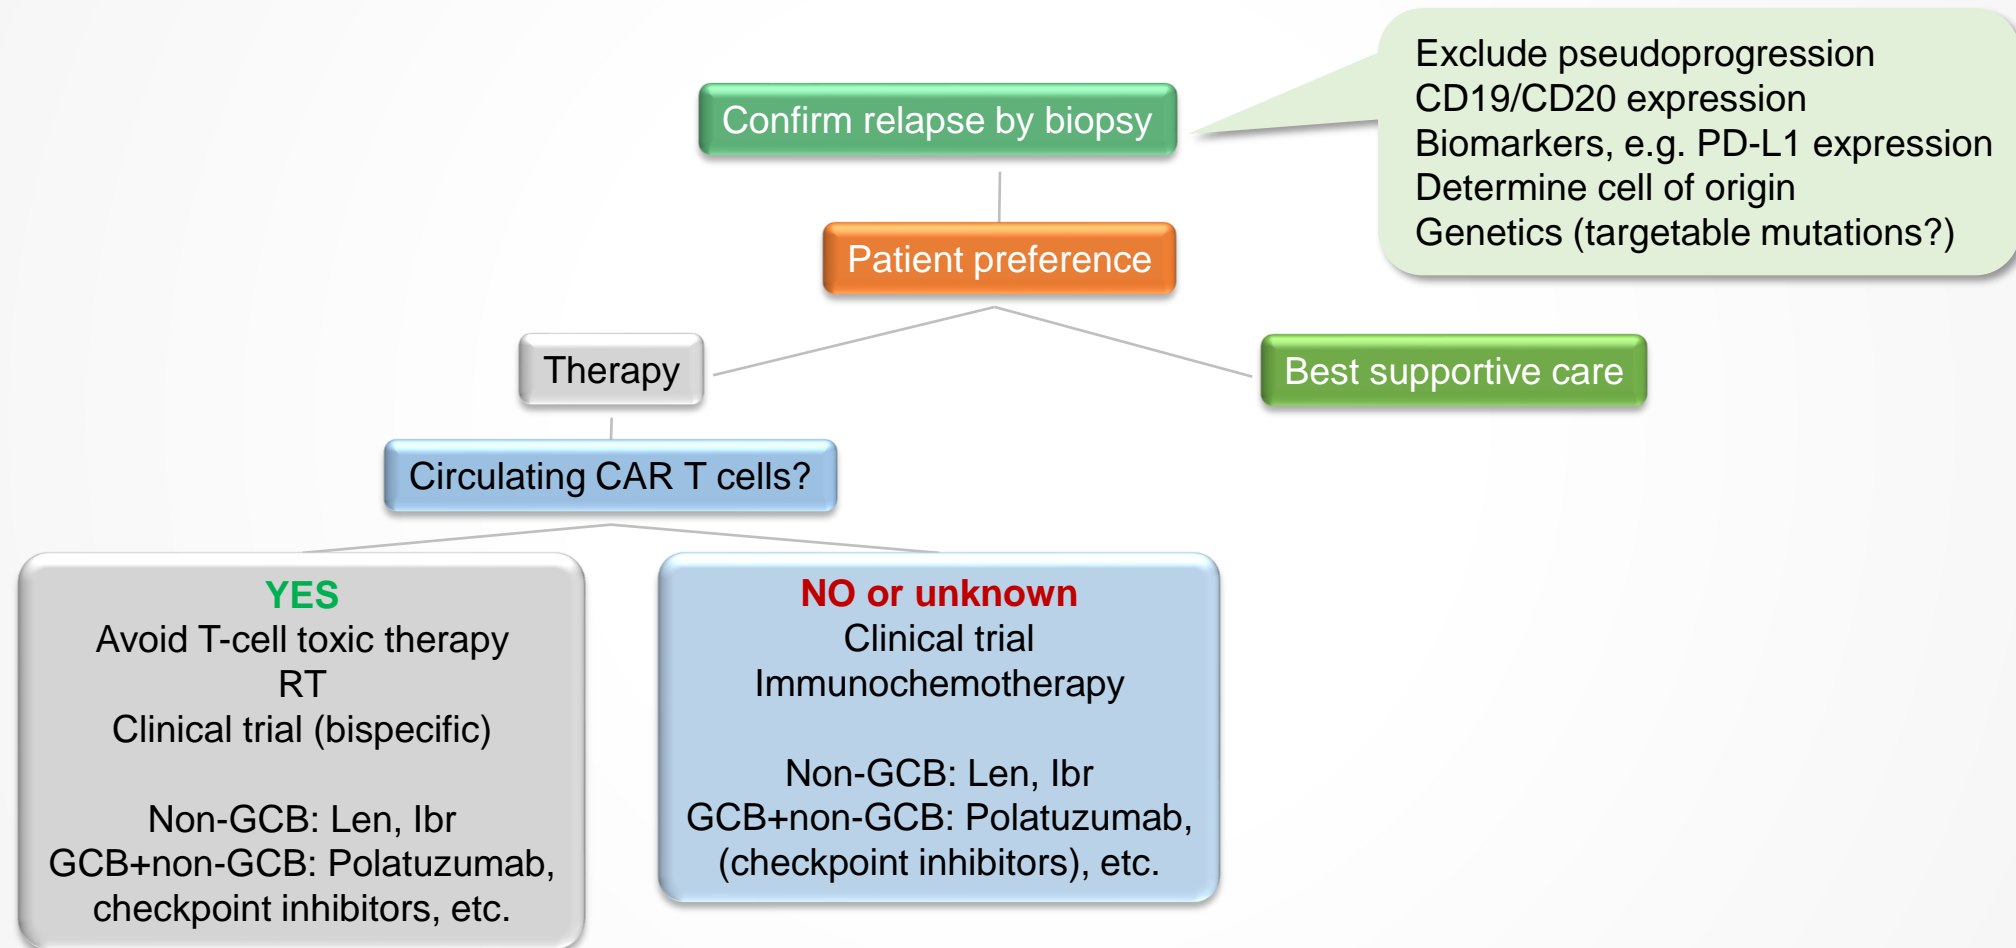 Confirm relapse by biopsy
Exclude pseudoprogression
CD19/CD20 expression
Biomarkers, e.g. PD-L1 expression
Determine cell of origin
Genetics (targetable mutations?)
Patient preference
Therapy
Best supportive care
Circulating CAR T cells?
YES
Avoid T-cell toxic therapy
RT
Clinical trial (bispecific)
Non-GCB: Len, Ibr
GCB+non-GCB: Polatuzumab,
checkpoint inhibitors, etc.
NO or unknown
Clinical trial
Immunochemotherapy
Non-GCB: Len, Ibr
GCB+non-GCB: Polatuzumab,
(checkpoint inhibitors), etc.